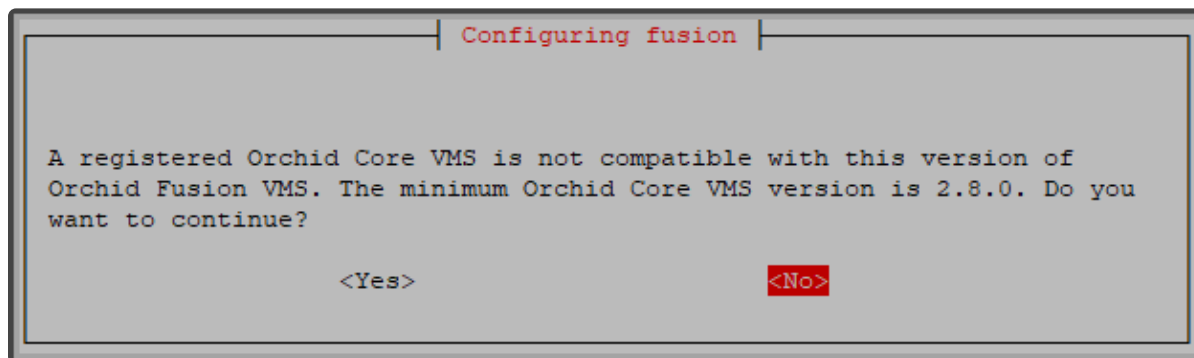 Configuring fusion
A registered Orchid Core VMS is not compatible with this version of
Orchid Fusion VMS. The minimum Orchid Core VMS version is 2.8.0. Do you
want to continue?
<Yes> <No>